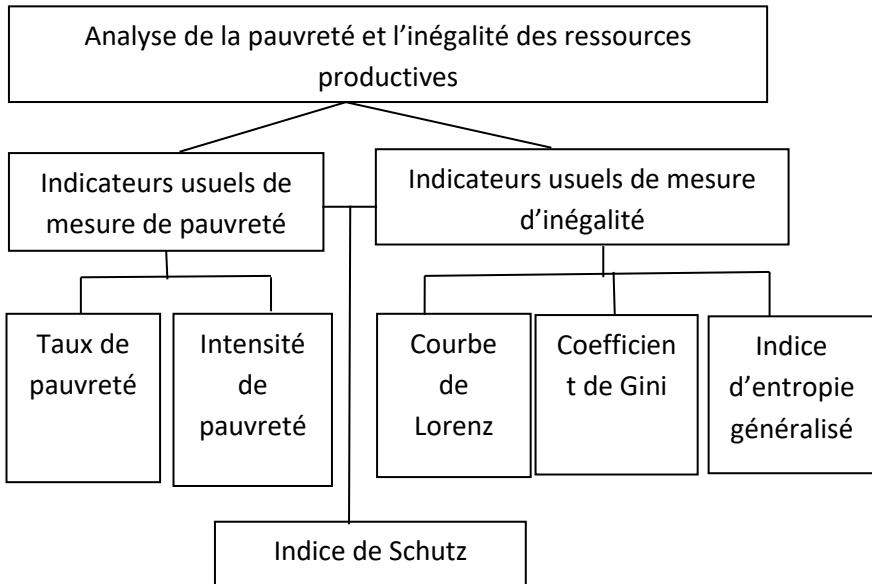 Analyse de la pauvreté et l’inégalité des ressources
productives
Indicateurs usuels de
mesure de pauvreté
Indicateurs usuels de mesure
d’inégalité
Taux de
pauvreté
Intensité
de
pauvreté
Courbe
de
Lorenz
Coefficien
t de Gini
Indice
d’entropie
généralisé
Indice de Schutz